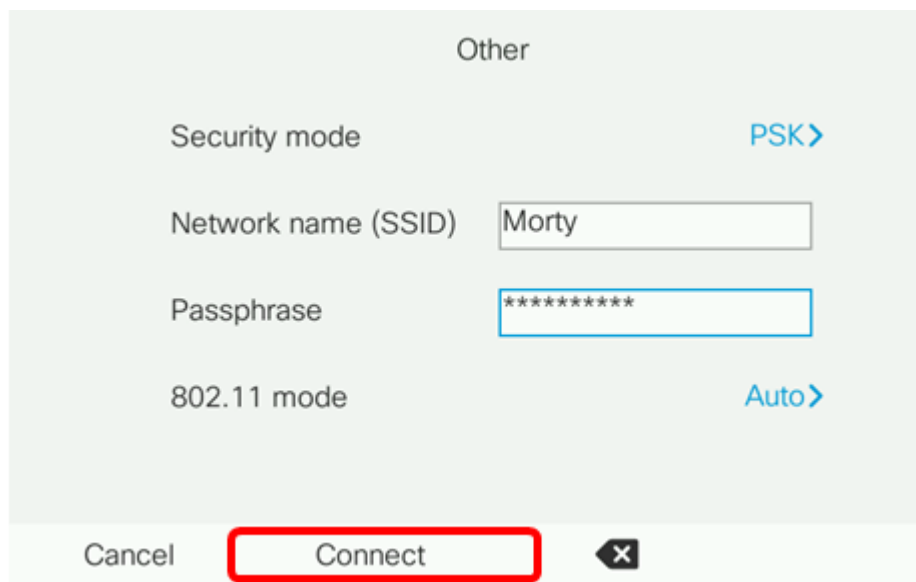 Other
Security mode PSK>
Network name (SSID) Morty
Passphrase **********
802.11 mode Auto>
Cancel Connect